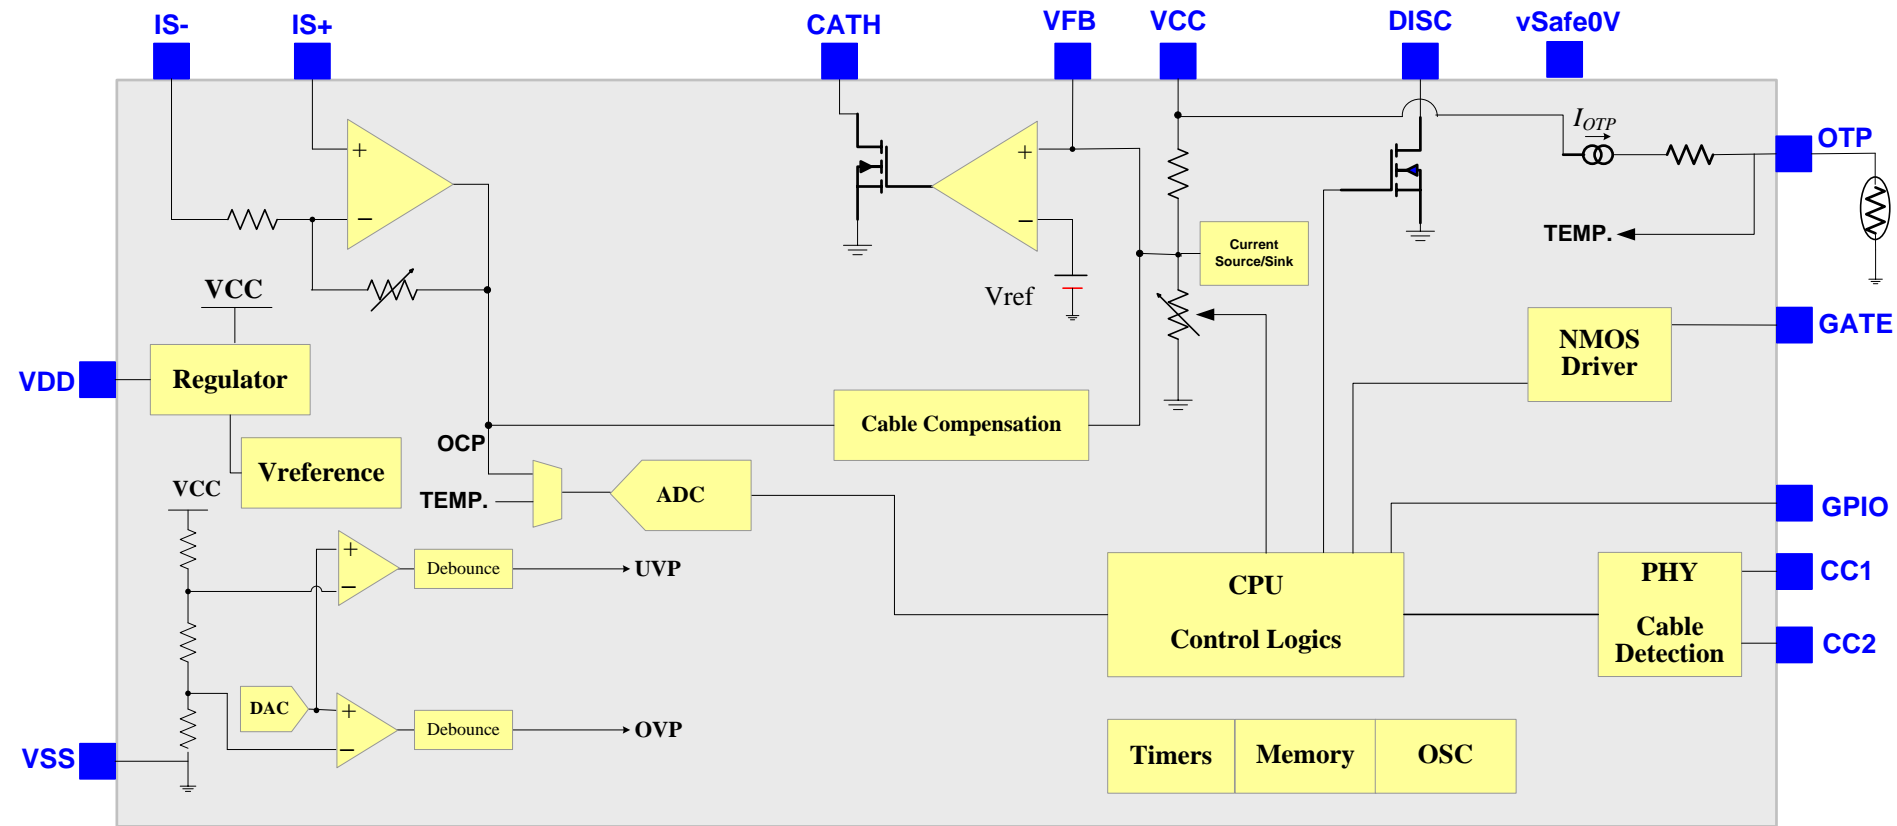 IS-
IS+
CATH
VFB
VCC
DISC
vSafe0V
I_OTP
OTP
+
+
−
−
TEMP.
Current
Source/Sink
VCC
Vref
GATE
NMOS
Driver
VDD
Regulator
Cable Compensation
OCP
Vreference
VCC
TEMP.
ADC
GPIO
+
−
Debounce
UVP
CPU
Control Logics
PHY
Cable
Detection
CC1
CC2
DAC
+
−
Debounce
OVP
VSS
Timers
Memory
OSC